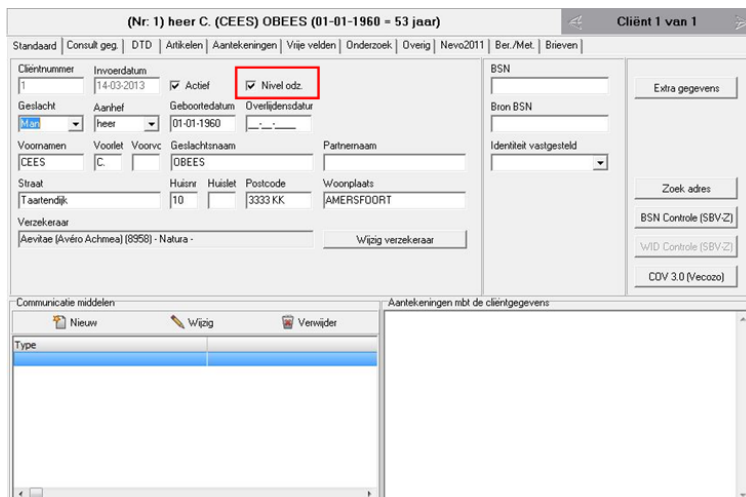 (Nr: 1) heer C. (CEES) OBEES (01-01-1960 = 53 jaar)
Cliënt 1 van 1
Standaard Consult geg. DTD Artikelen Aantekeningen Vrije velden Onderzoek Overig Nevo2011 Ber./Met. Brieven
Cliëntnummer Invoerdatum
1 14-03-2013 Actief Nivel odz.
Geslacht Aanhef Geboortedatum Overlijdensdatur
Man heer 01-01-1960 __-__-____
Voornamen Voorlet Voorvc Geslachtsnaam Partnernaam
CEES C. OBEES
Straat Huisnr Huislet Postcode Woonplaats
Taartendijk 10 3333 KK AMERSFOORT
Verzekeraar
Aevitae (Avéro Achmea) (8958) - Natura - Wijzig verzekeraar
BSN
Bron BSN
Identiteit vastgesteld
Extra gegevens
Zoek adres
BSN Controle (SBV-Z)
WID Controle (SBV-Z)
COV 3.0 (Vecozo)
Communicatie middelen
Nieuw Wijzig Verwijder
Type
Aantekeningen mbt de cliëntgegevens